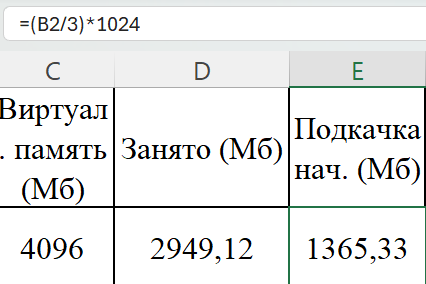 =(B2/3)*1024
C D E
Виртуал
. память
(Мб)
Занято (Мб)
Подкачка
нач. (Мб)
4096 2949,12 1365,33